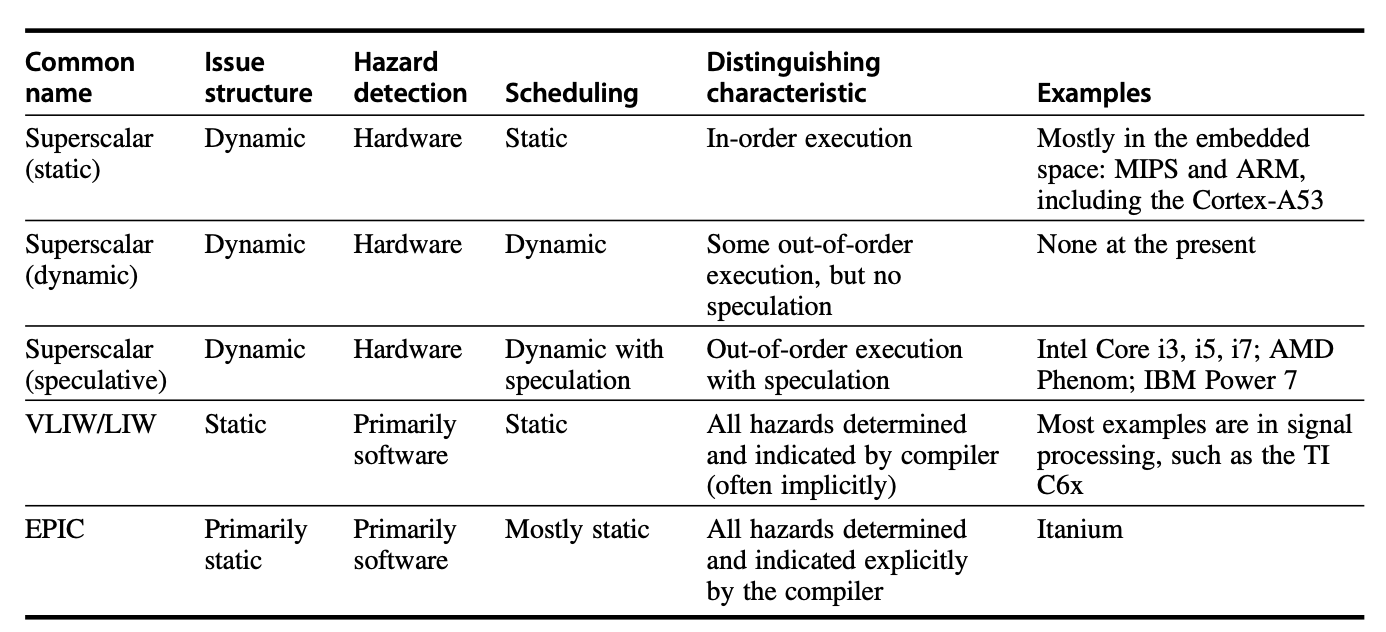 Common name
Issue structure
Hazard detection
Scheduling
Distinguishing characteristic
Examples
Superscalar (static)
Dynamic
Hardware
Static
In-order execution
Mostly in the embedded
space: MIPS and ARM,
including the Cortex-A53
Superscalar (dynamic)
Dynamic
Hardware
Dynamic
Some out-of-order
execution, but no
speculation
None at the present
Superscalar (speculative)
Dynamic
Hardware
Dynamic with
speculation
Out-of-order execution
with speculation
Intel Core i3, i5, i7; AMD
Phenom; IBM Power 7
VLIW/LIW
Static
Primarily
software
Static
All hazards determined
and indicated by compiler
(often implicitly)
Most examples are in signal
processing, such as the TI
C6x
EPIC
Primarily
static
Primarily
software
Mostly static
All hazards determined
and indicated explicitly
by the compiler
Itanium